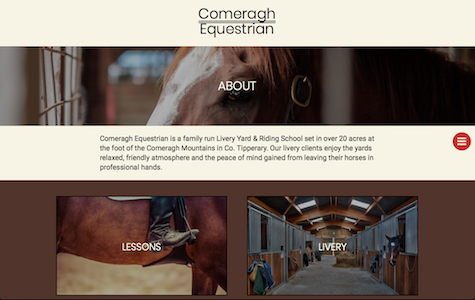 Comeragh
Equestrian
ABOUT
Comeragh Equestrian is a family run Livery Yard & Riding School set in over 20 acres at
the foot of the Comeragh Mountains in Co. Tipperary. Our livery clients enjoy the yards
relaxed, friendly atmosphere and the peace of mind gained from leaving their horses in
professional hands.
LESSONS
LIVERY